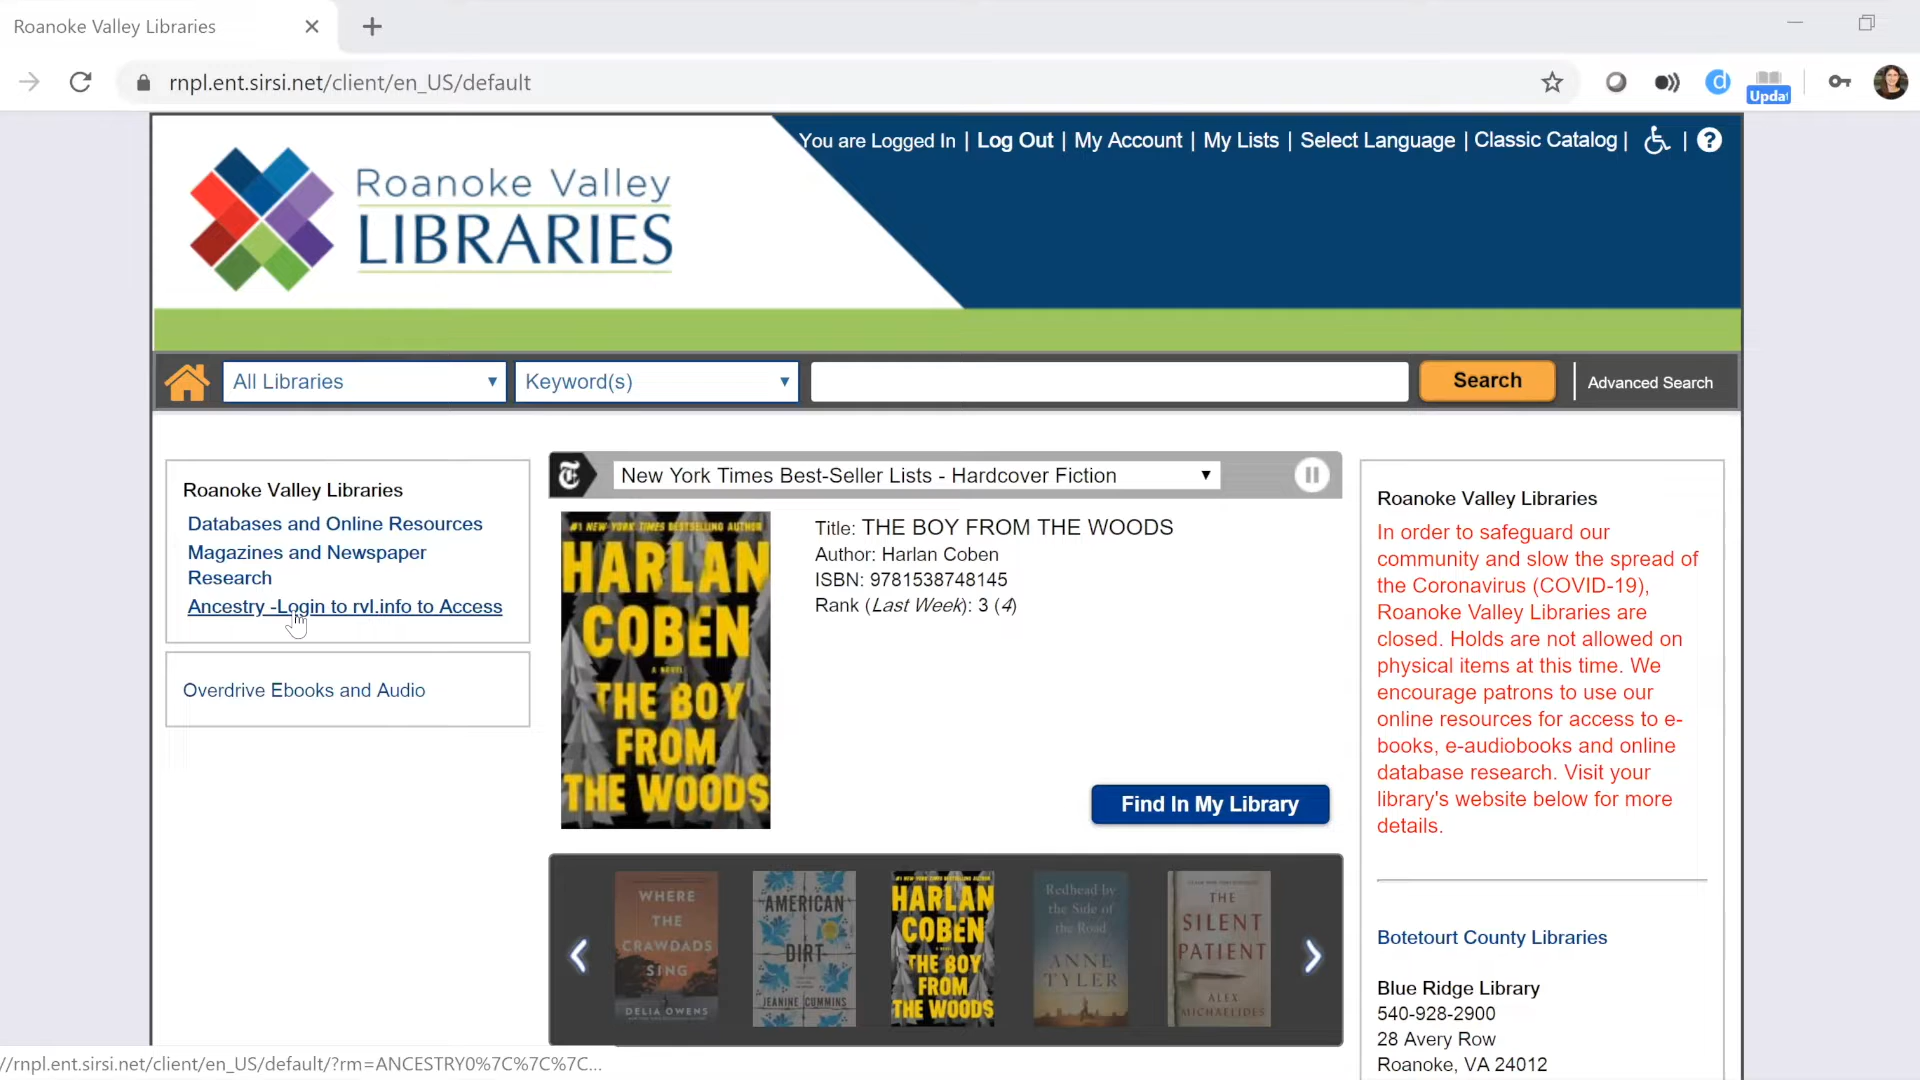 Roanoke Valley Libraries
rnpl.ent.sirsi.net/client/en_US/default
Updat
You are Logged In | Log Out | My Account | My Lists | Select Language | Classic Catalog | | ?
Roanoke Valley
LIBRARIES
All Libraries
Keyword(s)
Search
Advanced Search
Roanoke Valley Libraries
Databases and Online Resources
Magazines and Newspaper
Research
Ancestry -Login to rvl.info to Access
Overdrive Ebooks and Audio
New York Times Best-Seller Lists - Hardcover Fiction
#1 NEW YORK TIMES BESTSELLING AUTHOR
HARLAN
COBEN
A NOVEL
THE BOY
FROM
THE WOODS
Title: THE BOY FROM THE WOODS
Author: Harlan Coben
ISBN: 9781538748145
Rank (Last Week): 3 (4)
Find In My Library
WHERE
THE
CRAWDADS
SING
DELIA OWENS
AMERICAN
DIRT
JEANINE CUMMINS
#1 NEW YORK TIMES BESTSELLING AUTHOR
HARLAN
COBEN
THE BOY
FROM
THE WOODS
Redhead by
the Side of
the Road
ANNE
TYLER
THE
SILENT
PATIENT
ALEX
MICHAELIDES
Roanoke Valley Libraries
In order to safeguard our
community and slow the spread of
the Coronavirus (COVID-19),
Roanoke Valley Libraries are
closed. Holds are not allowed on
physical items at this time. We
encourage patrons to use our
online resources for access to e-
books, e-audiobooks and online
database research. Visit your
library's website below for more
details.
Botetourt County Libraries
Blue Ridge Library
540-928-2900
28 Avery Row
Roanoke, VA 24012
//rnpl.ent.sirsi.net/client/en_US/default/?rm=ANCESTRY0%7C%7C%7C...